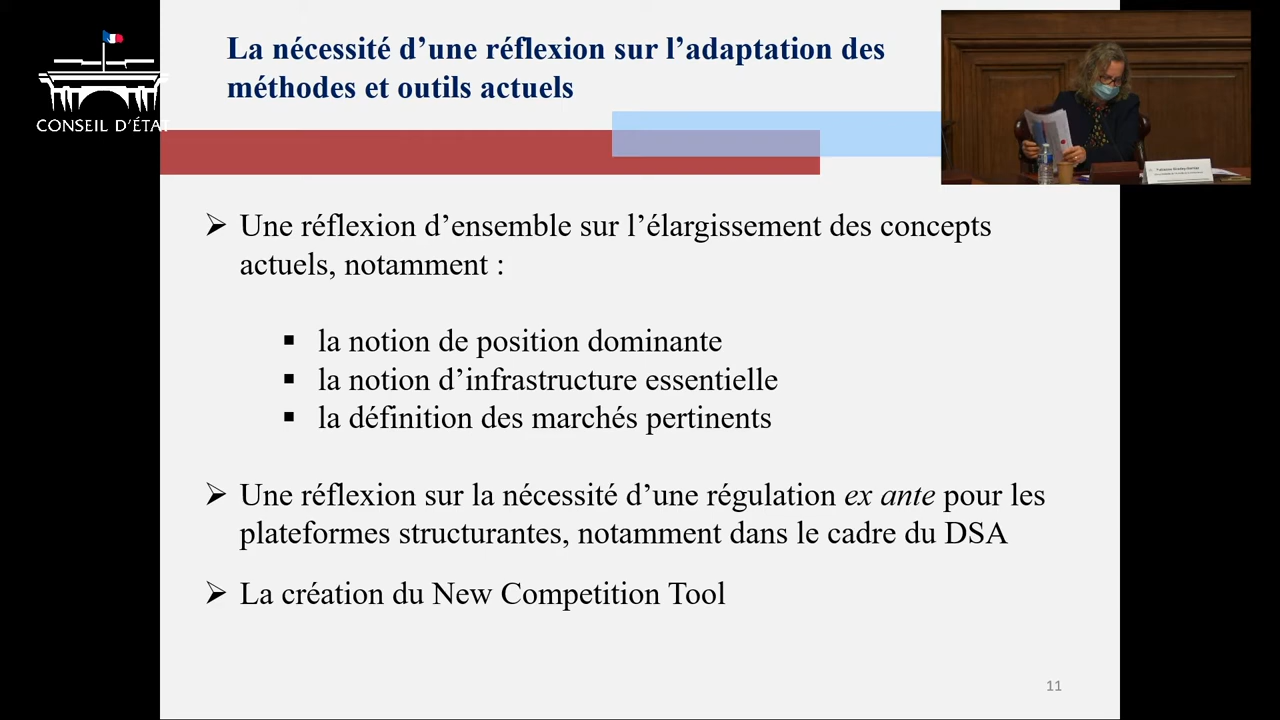 CONSEIL D'ÉTAT
La nécessité d'une réflexion sur l'adaptation des
méthodes et outils actuels
➢ Une réflexion d'ensemble sur l'élargissement des concepts
actuels, notamment :
▪ la notion de position dominante
▪ la notion d'infrastructure essentielle
▪ la définition des marchés pertinents
➢ Une réflexion sur la nécessité d'une régulation ex ante pour les
plateformes structurantes, notamment dans le cadre du DSA
➢ La création du New Competition Tool
11